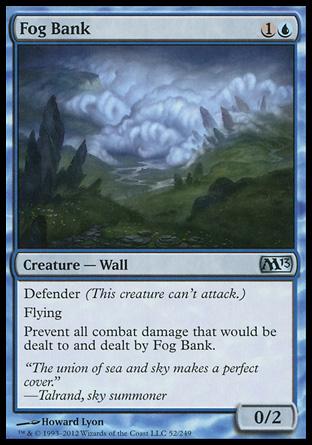 Fog Bank 1
Creature — Wall M13
Defender (This creature can't attack.)
Flying
Prevent all combat damage that would be
dealt to and dealt by Fog Bank.
"The union of sea and sky makes a perfect
cover."
—Talrand, sky summoner
Howard Lyon
™ & © 1993–2012 Wizards of the Coast LLC 52/249
0/2